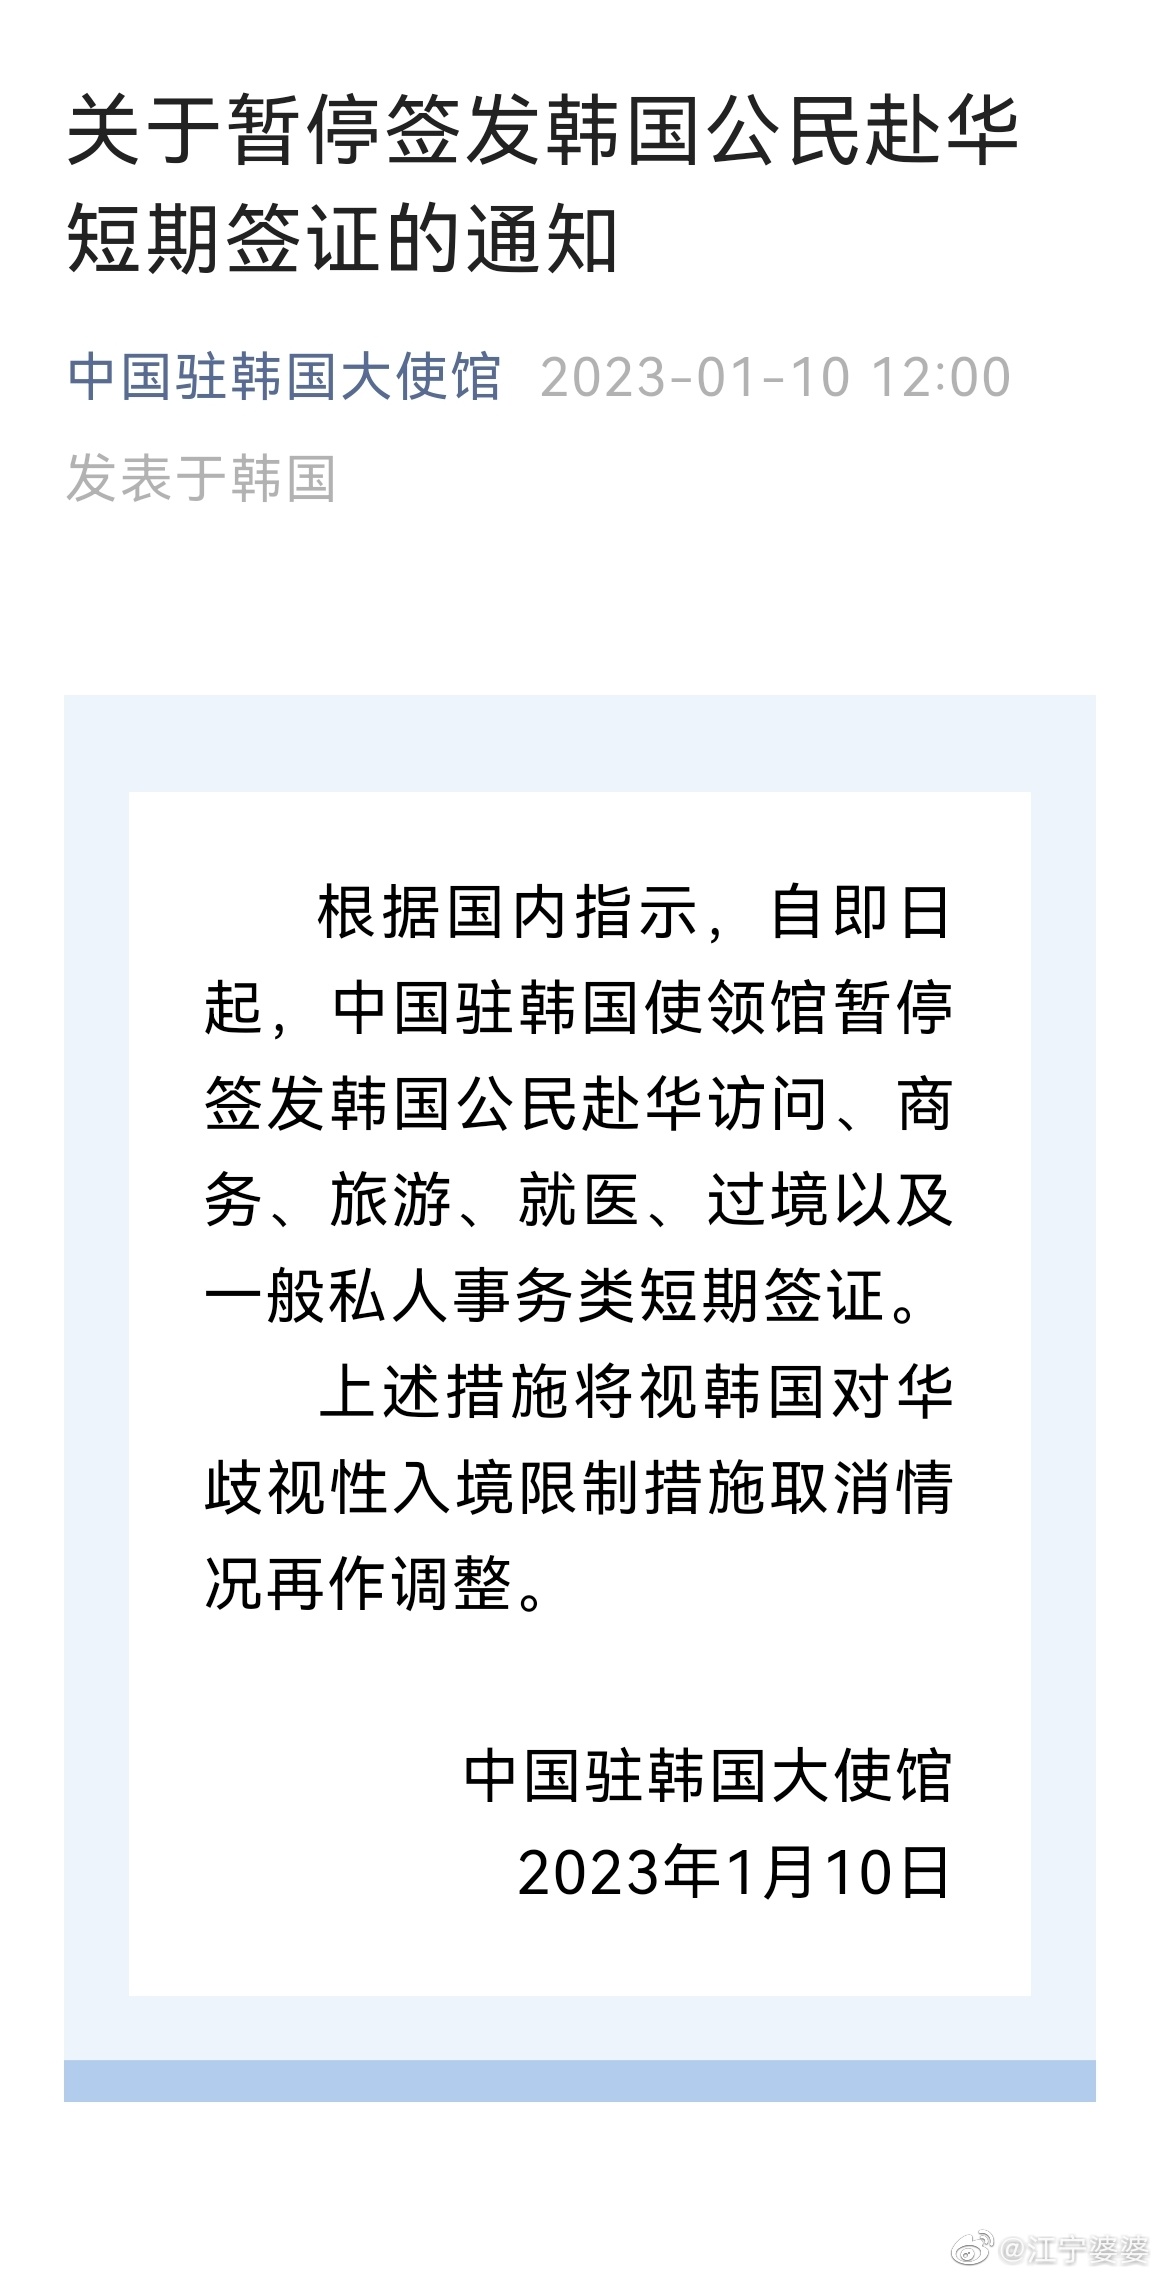 关于暂停签发韩国公民赴华
短期签证的通知
中国驻韩国大使馆 2023-01-10 12:00
发表于韩国
根据国内指示，自即日
起，中国驻韩国使领馆暂停
签发韩国公民赴华访问、商
务、旅游、就医、过境以及
一般私人事务类短期签证。
上述措施将视韩国对华
歧视性入境限制措施取消情
况再作调整。
中国驻韩国大使馆
2023年1月10日
@江宁婆婆